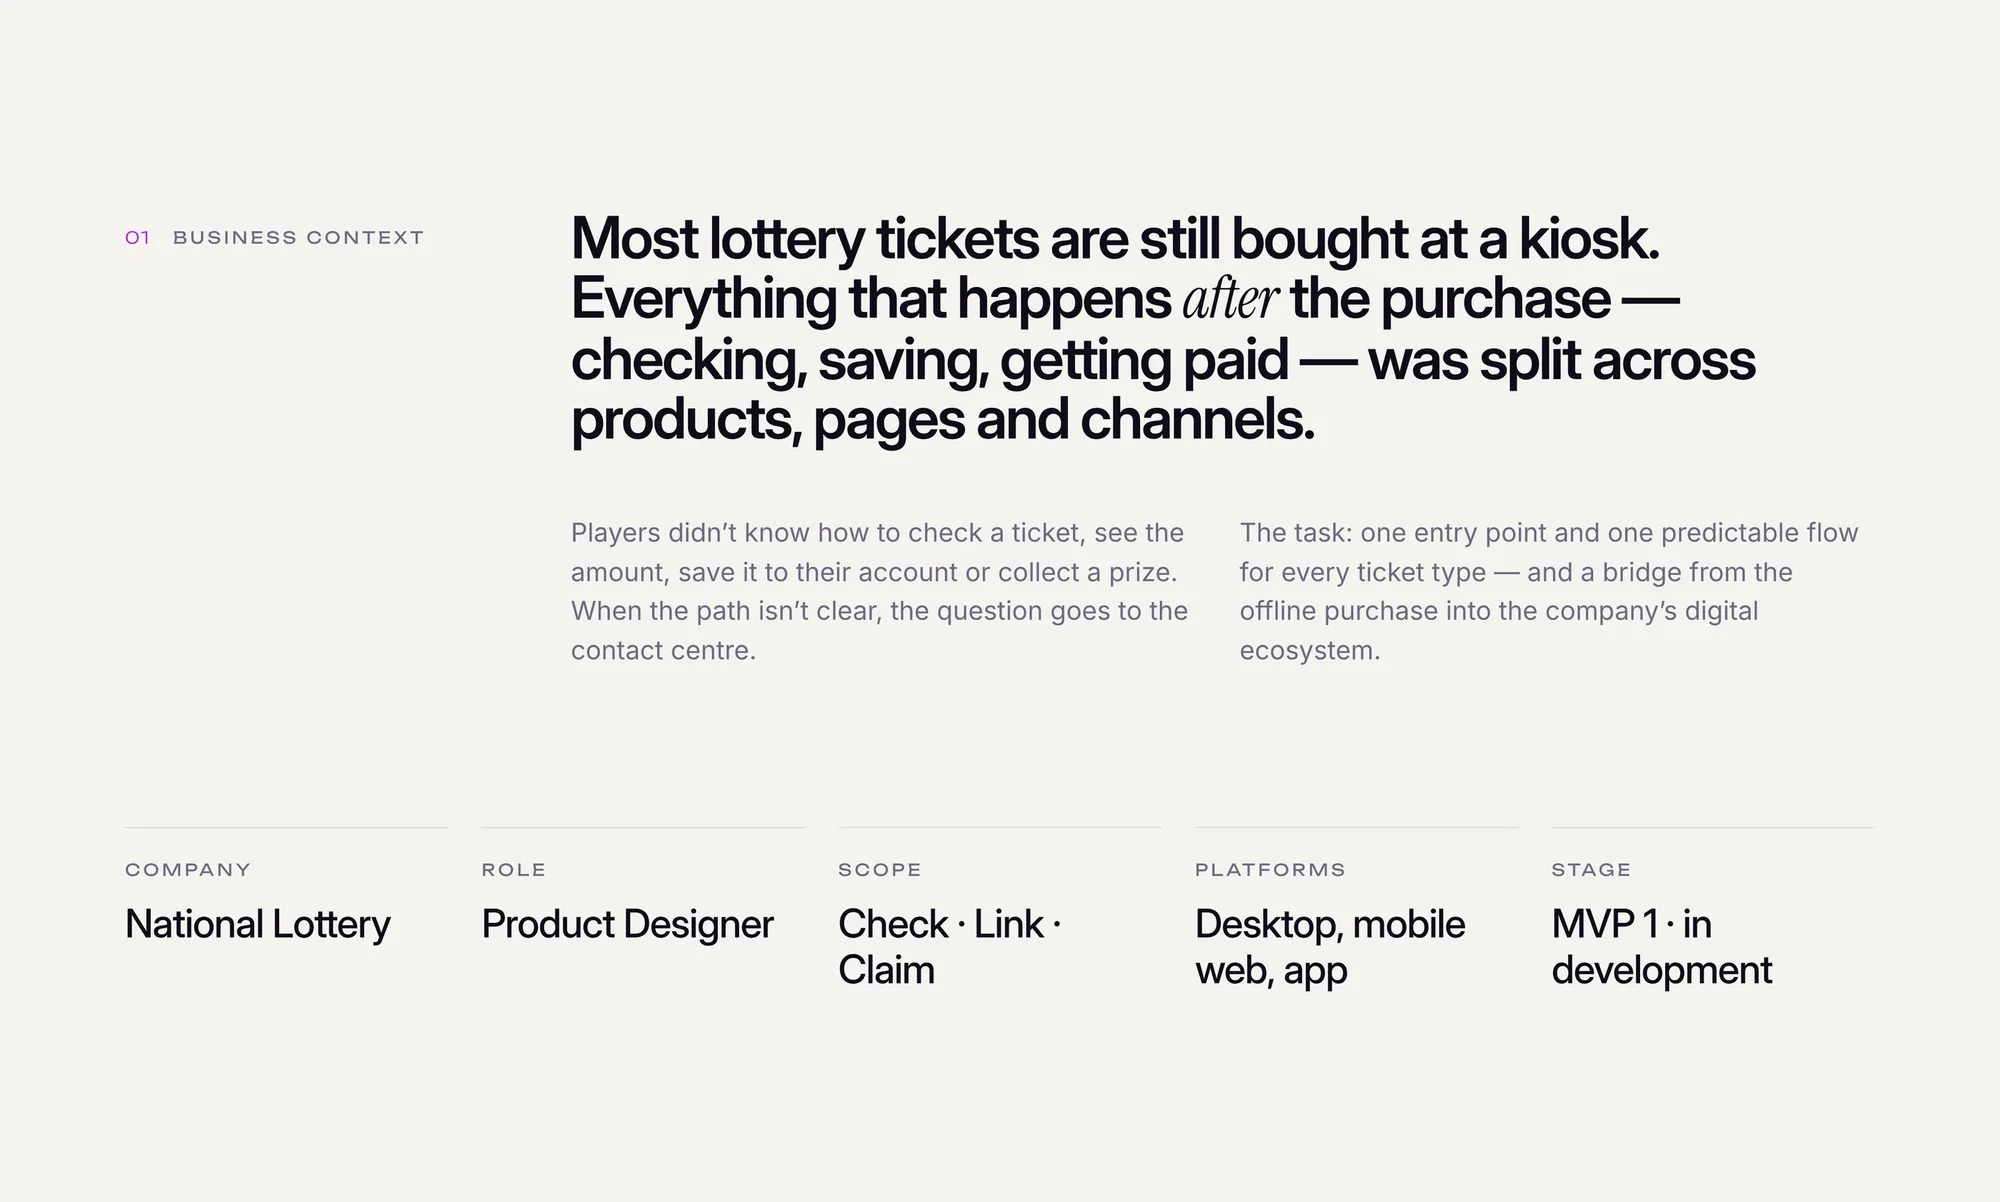 01 BUSINESS CONTEXT
Most lottery tickets are still bought at a kiosk.
Everything that happens after the purchase —
checking, saving, getting paid — was split across
products, pages and channels.
Players didn’t know how to check a ticket, see the
amount, save it to their account or collect a prize.
When the path isn’t clear, the question goes to the
contact centre.
The task: one entry point and one predictable flow
for every ticket type — and a bridge from the
offline purchase into the company’s digital
ecosystem.
COMPANY
National Lottery
ROLE
Product Designer
SCOPE
Check · Link ·
Claim
PLATFORMS
Desktop, mobile
web, app
STAGE
MVP 1 · in
development